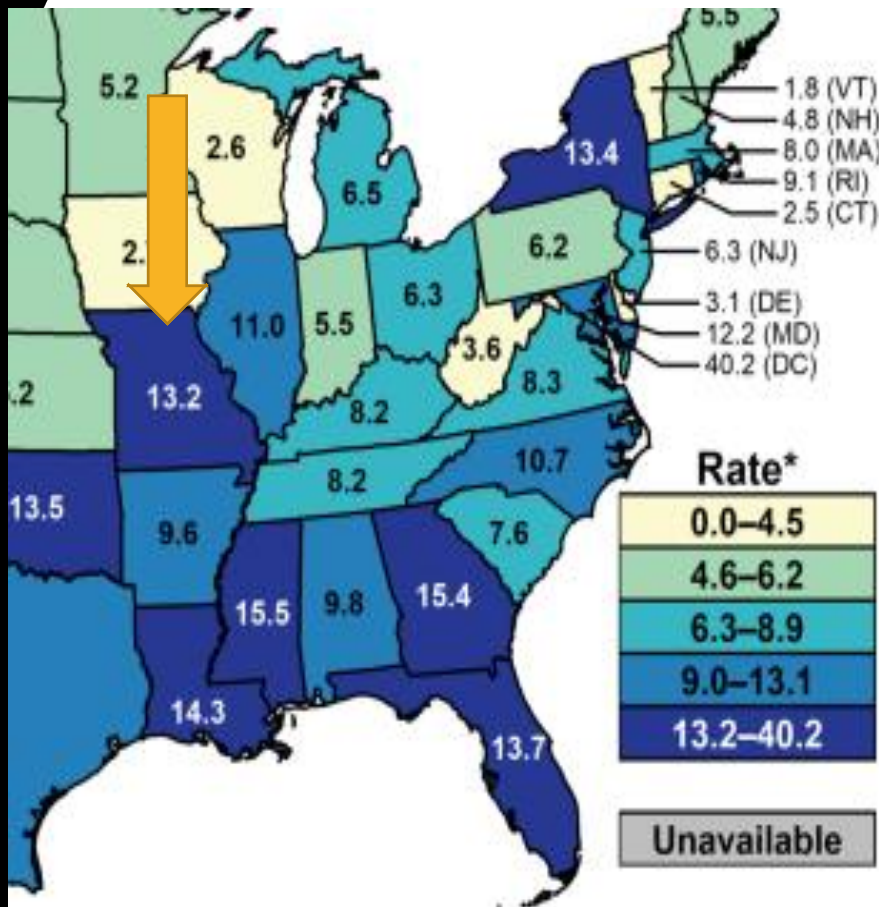 5.5
5.2
1.8 (VT)
4.8 (NH)
2.6
13.4
8.0 (MA)
9.1 (RI)
6.5
2.5 (CT)
2.
6.2
6.3 (NJ)
6.3
3.1 (DE)
11.0
5.5
12.2 (MD)
3.6
40.2 (DC)
8.3
.2
13.2
8.2
10.7
Rate*
8.2
13.5
0.0–4.5
9.6
7.6
4.6–6.2
15.5
9.8
15.4
6.3–8.9
9.0–13.1
14.3
13.2–40.2
13.7
Unavailable